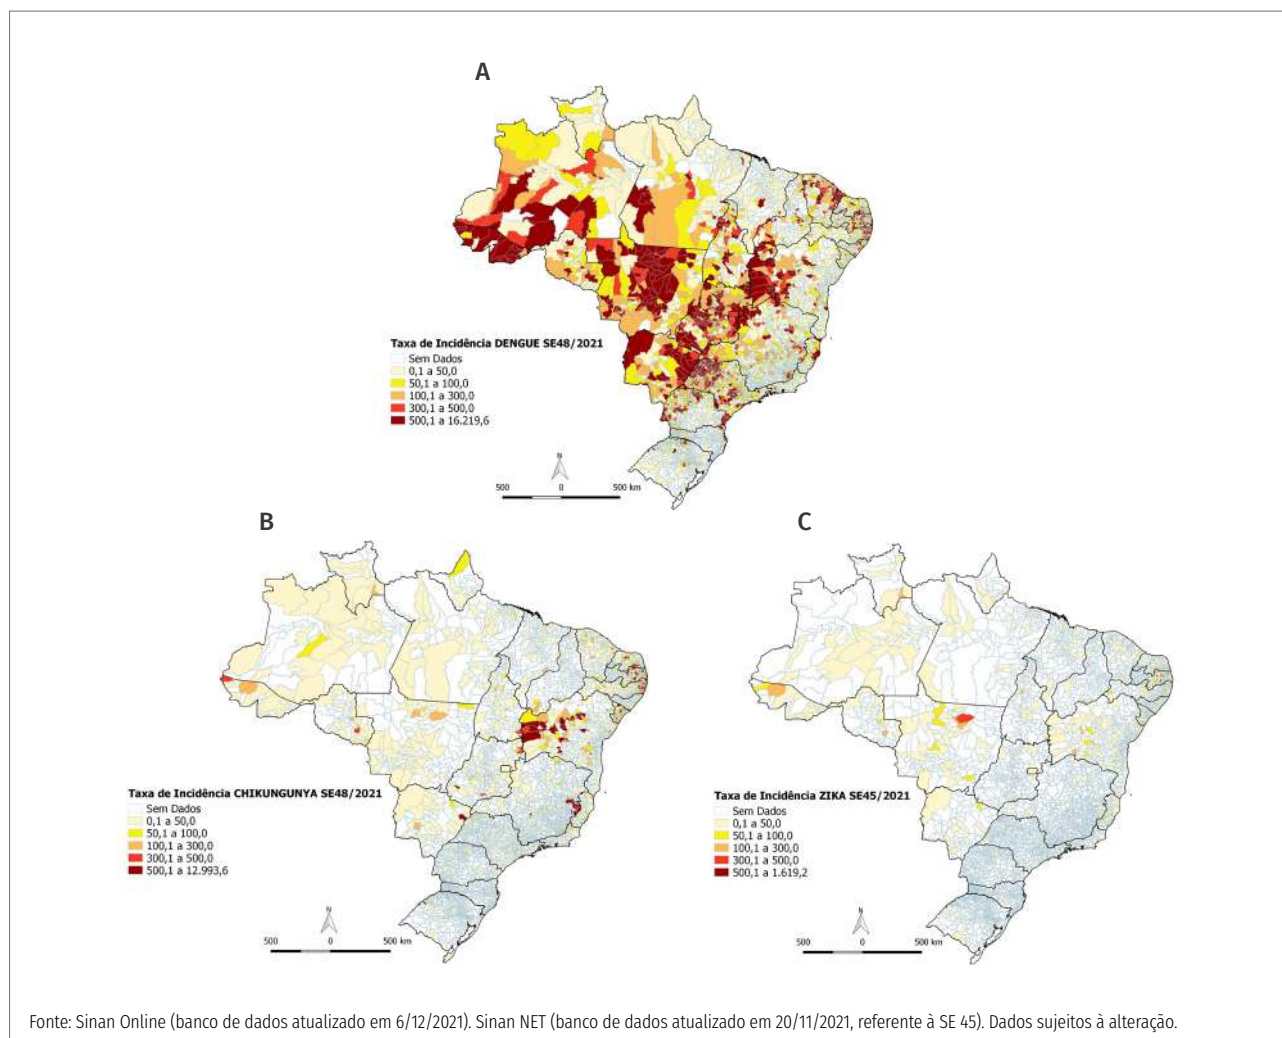 A
Taxa de Incidência DENGUE SE48/2021
Sem Dados
0,1 a 50,0
50,1 a 100,0
100,1 a 300,0
300,1 a 500,0
500,1 a 16.219,6
N
500 0 500 km
B
Taxa de Incidência CHIKUNGUNYA SE48/2021
Sem Dados
0,1 a 50,0
50,1 a 100,0
100,1 a 300,0
300,1 a 500,0
500,1 a 12.993,6
N
500 0 500 km
C
Taxa de Incidência ZIKA SE45/2021
Sem Dados
0,1 a 50,0
50,1 a 100,0
100,1 a 300,0
300,1 a 500,0
500,1 a 1.619,2
N
500 0 500 km
Fonte: Sinan Online (banco de dados atualizado em 6/12/2021). Sinan NET (banco de dados atualizado em 20/11/2021, referente à SE 45). Dados sujeitos à alteração.